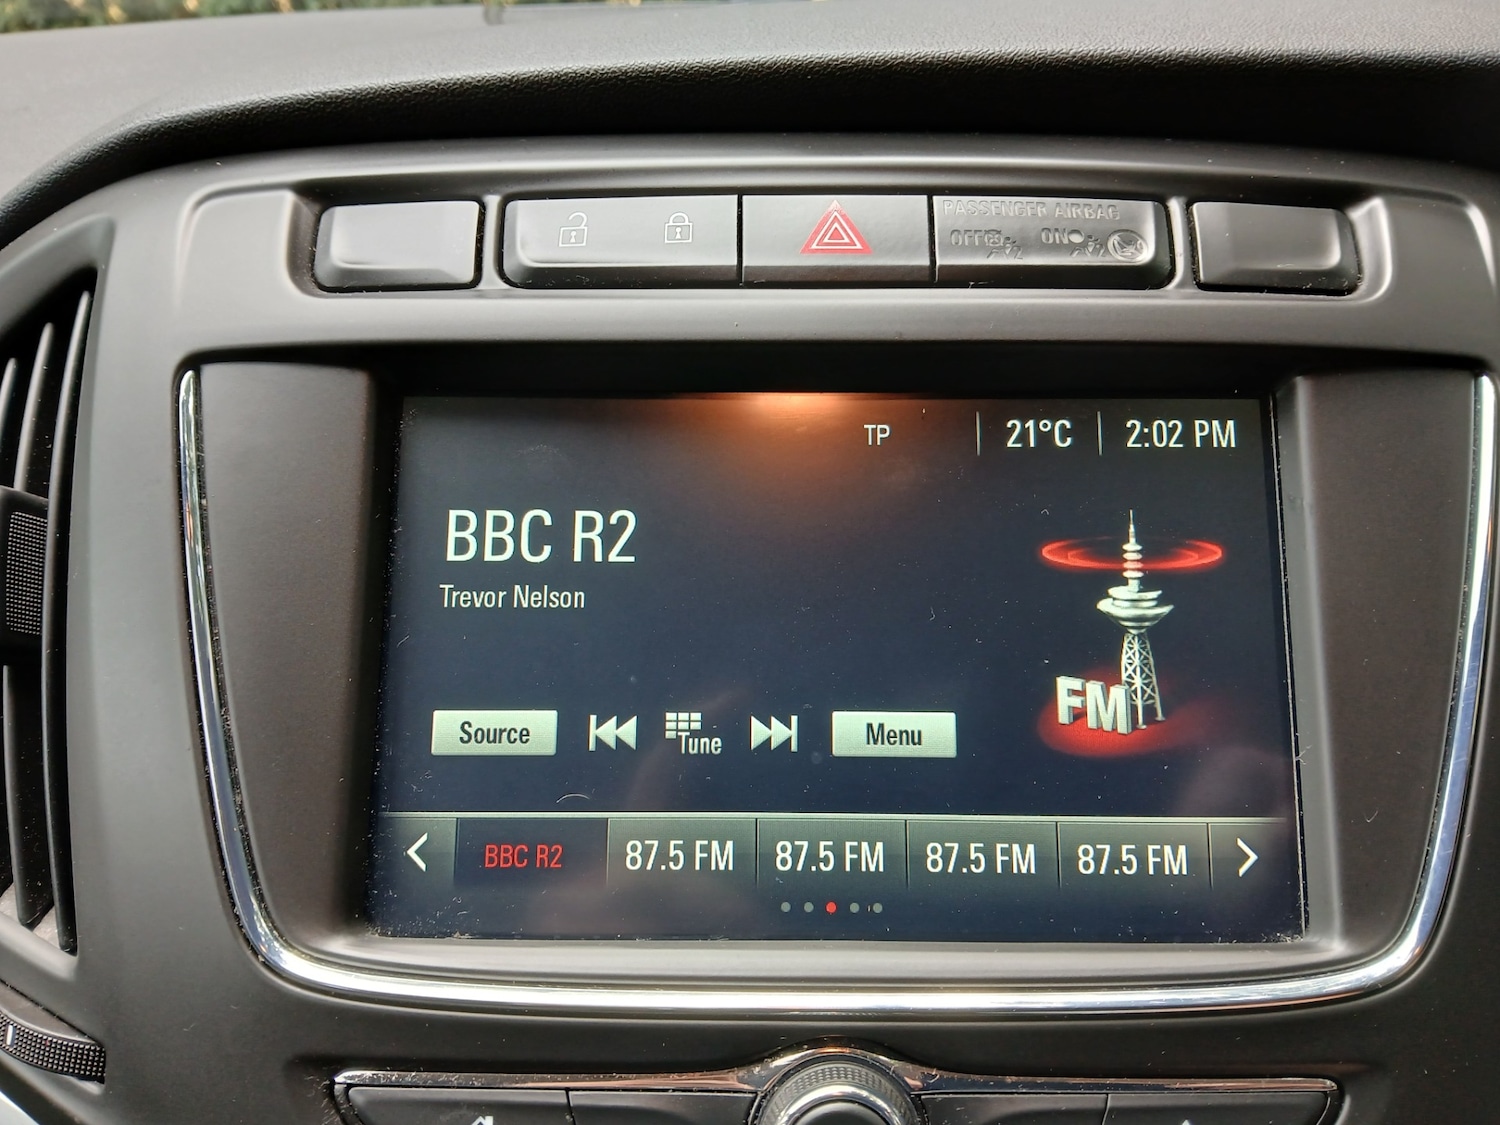 PASSENGER AIRBAG
OFF ON
TP 21°C 2:02 PM
BBC R2
Trevor Nelson
FM
Source Tune Menu
BBC R2 87.5 FM 87.5 FM 87.5 FM 87.5 FM